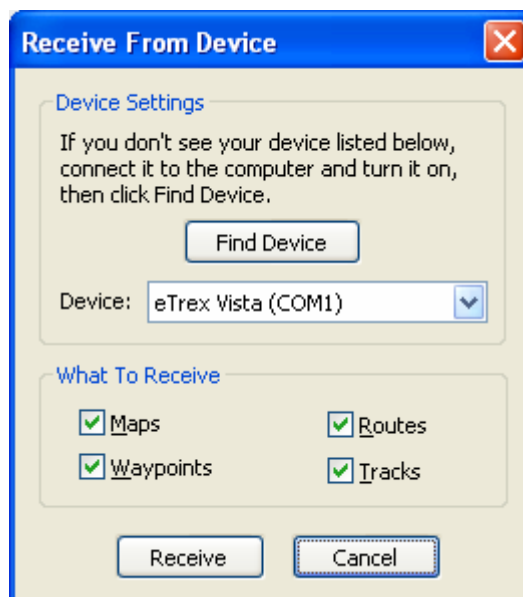 Receive From Device
Device Settings
If you don't see your device listed below,
connect it to the computer and turn it on,
then click Find Device.
Find Device
Device: eTrex Vista (COM1)
What To Receive
Maps Routes
Waypoints Tracks
Receive Cancel